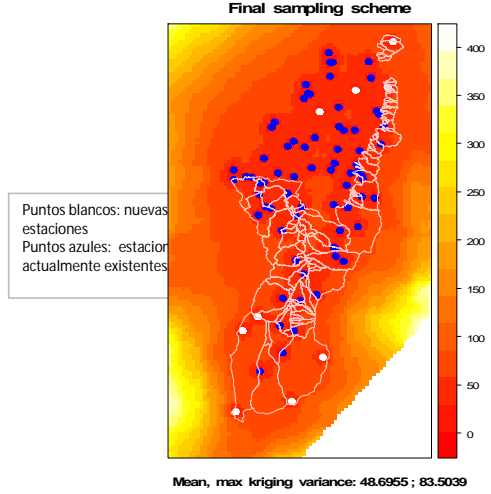 Final sampling scheme
Puntos blancos: nuevas
estaciones
Puntos azules: estacion
actualmente existentes
400
350
300
250
200
150
100
50
0
Mean, max kriging variance: 48.6955 ; 83.5039